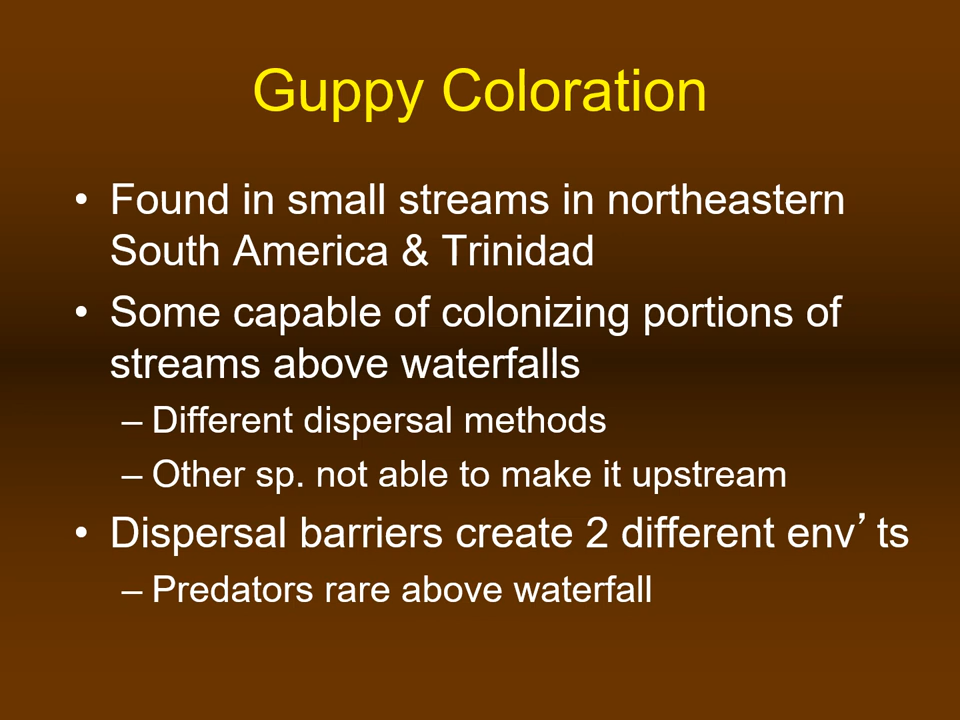 Guppy Coloration
• Found in small streams in northeastern
South America & Trinidad
• Some capable of colonizing portions of
streams above waterfalls
– Different dispersal methods
– Other sp. not able to make it upstream
• Dispersal barriers create 2 different env’ts
– Predators rare above waterfall